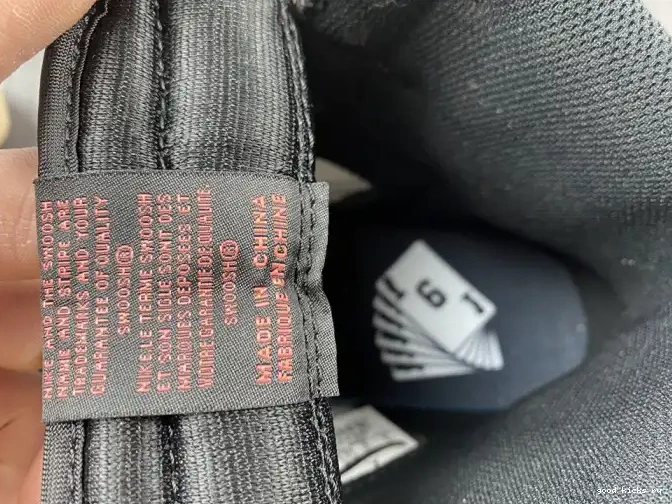 NIKE AND THE SWOOSH
NAME AND STRIPE ARE
TRADEMARKS AND YOUR
GUARANTEE OF QUALITY
SWOOSH®
NIKE LE TERME SWOOSH
ET SON SIGLE SONT DES
MARQUES DEPOSEES ET
VOTRE GARANTIE DE QUALITE
SWOOSH®
MADE IN CHINA
FABRIQUE EN CHINE
6
1